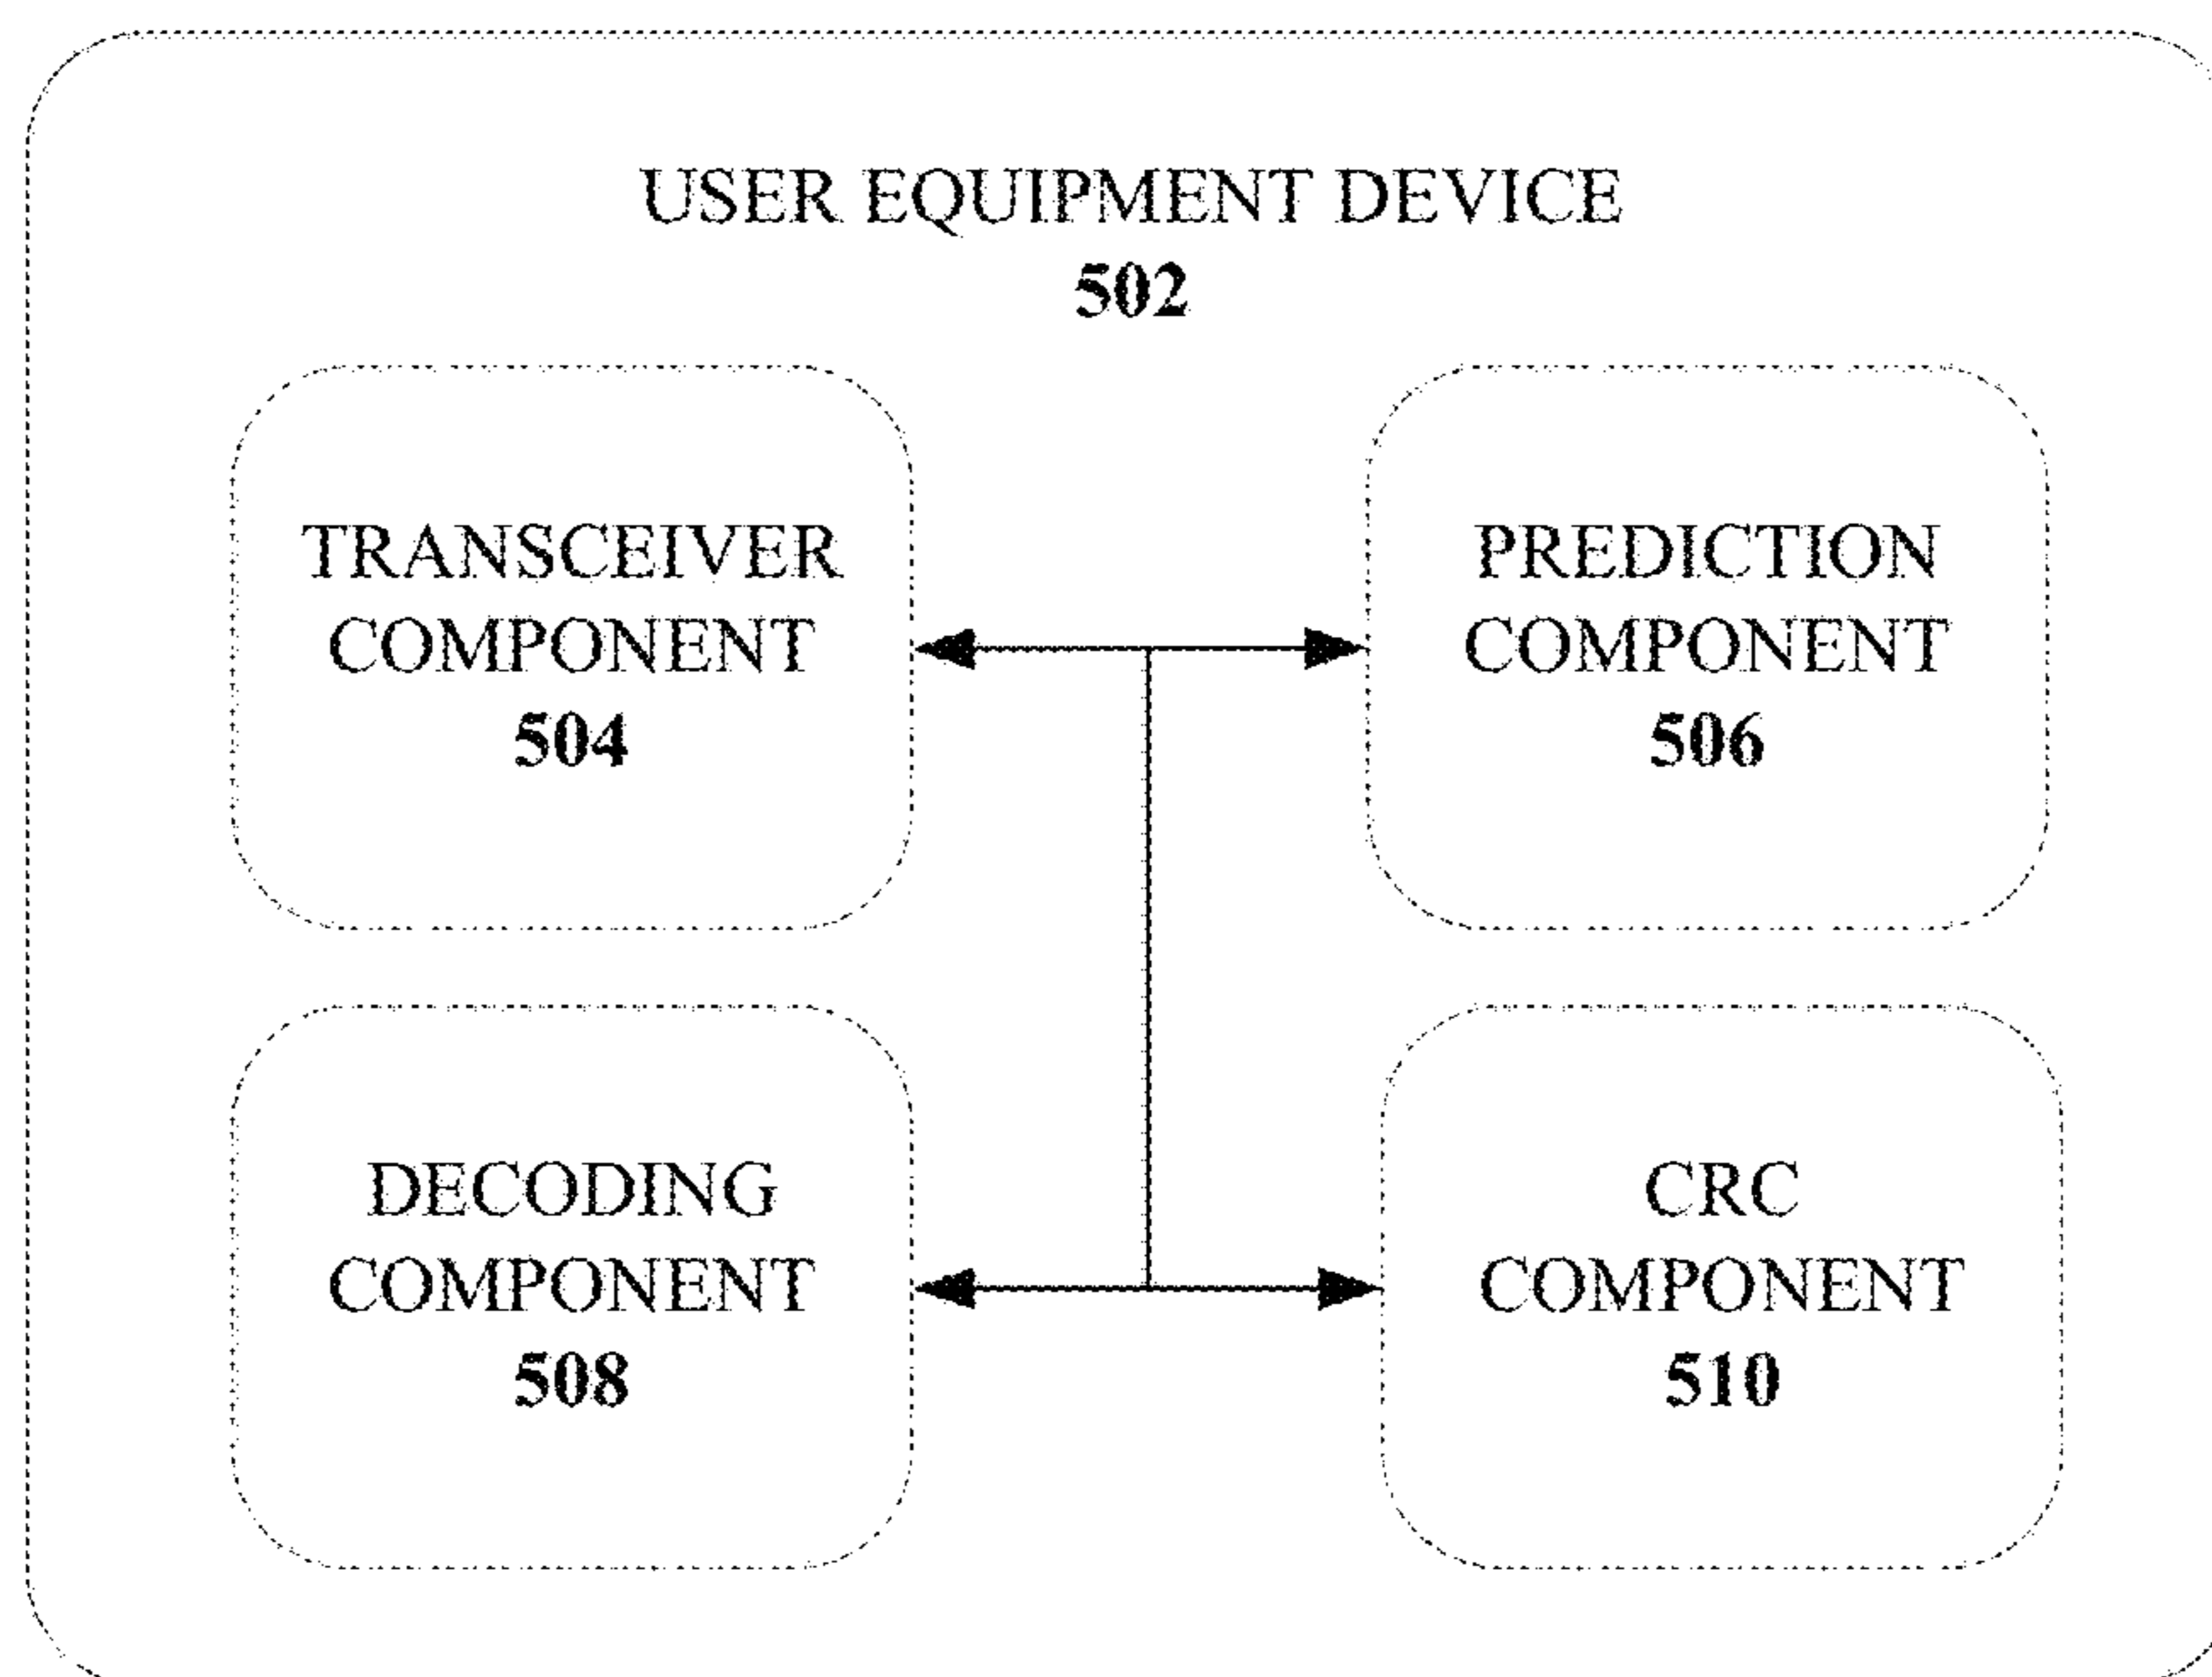 USER EQUIPMENT DEVICE
502
TRANSCEIVER
COMPONENT
504
PREDICTION
COMPONENT
506
DECODING
COMPONENT
508
CRC
COMPONENT
510